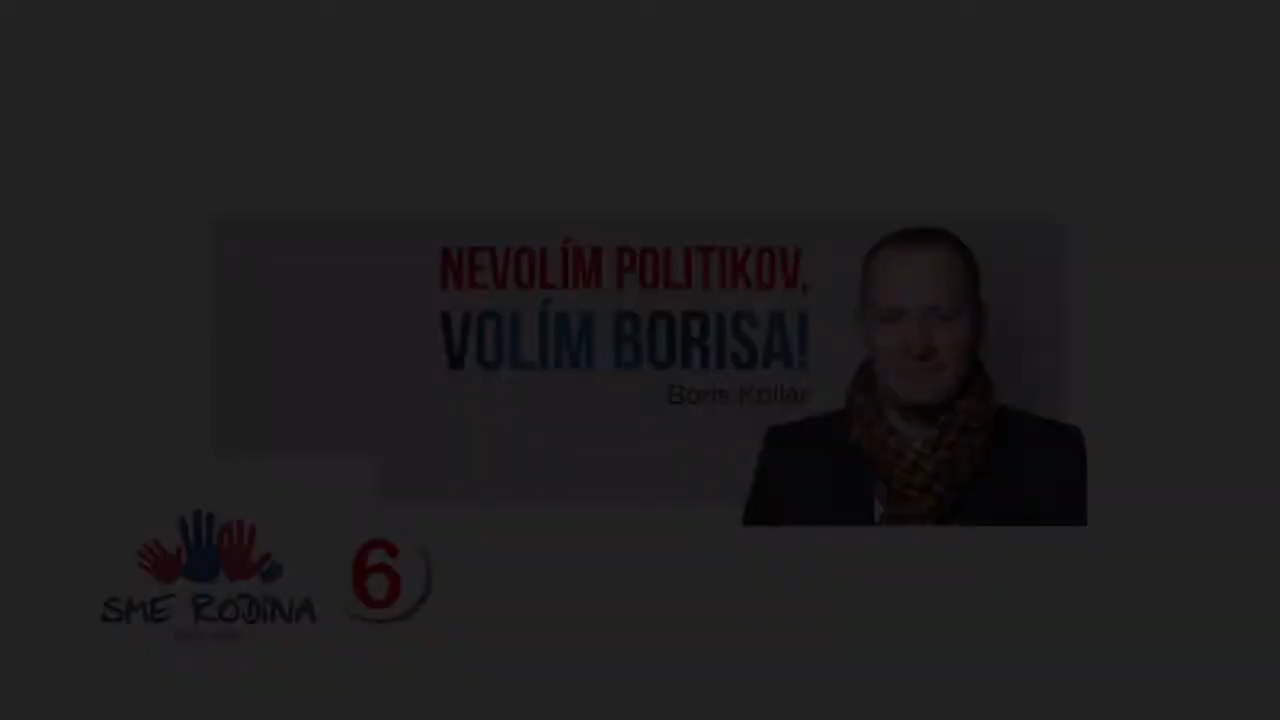 NEVOLÍM POLITIKOV,
VOLÍM BORISA!
Boris Kollár
SME RODINA
6